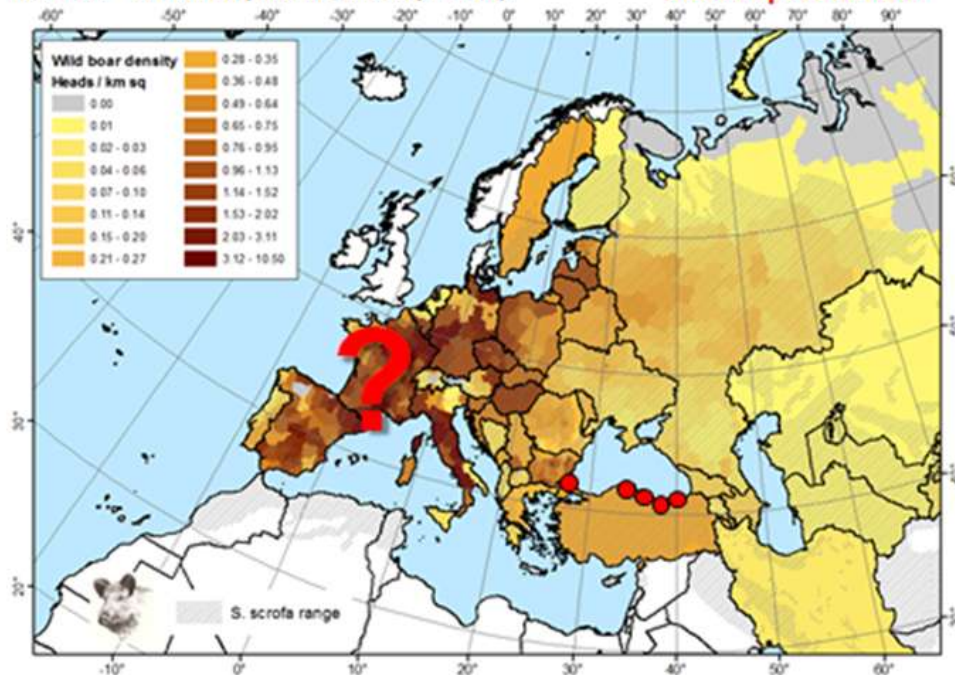 -60° -50° -40° -30° -20° -10° 0° 10° 20° 30° 40° 50° 60° 70° 80° 90°
Wild boar density
Heads / km sq
0.00
0.01
0.02 - 0.03
0.04 - 0.06
0.07 - 0.10
0.11 - 0.14
0.15 - 0.20
0.21 - 0.27
0.28 - 0.35
0.36 - 0.48
0.49 - 0.64
0.65 - 0.75
0.76 - 0.95
0.96 - 1.13
1.14 - 1.52
1.53 - 2.02
2.03 - 3.11
3.12 - 10.50
40°
30°
20°
?
S. scrofa range
-10° 0° 10° 20° 30° 40° 50° 60°